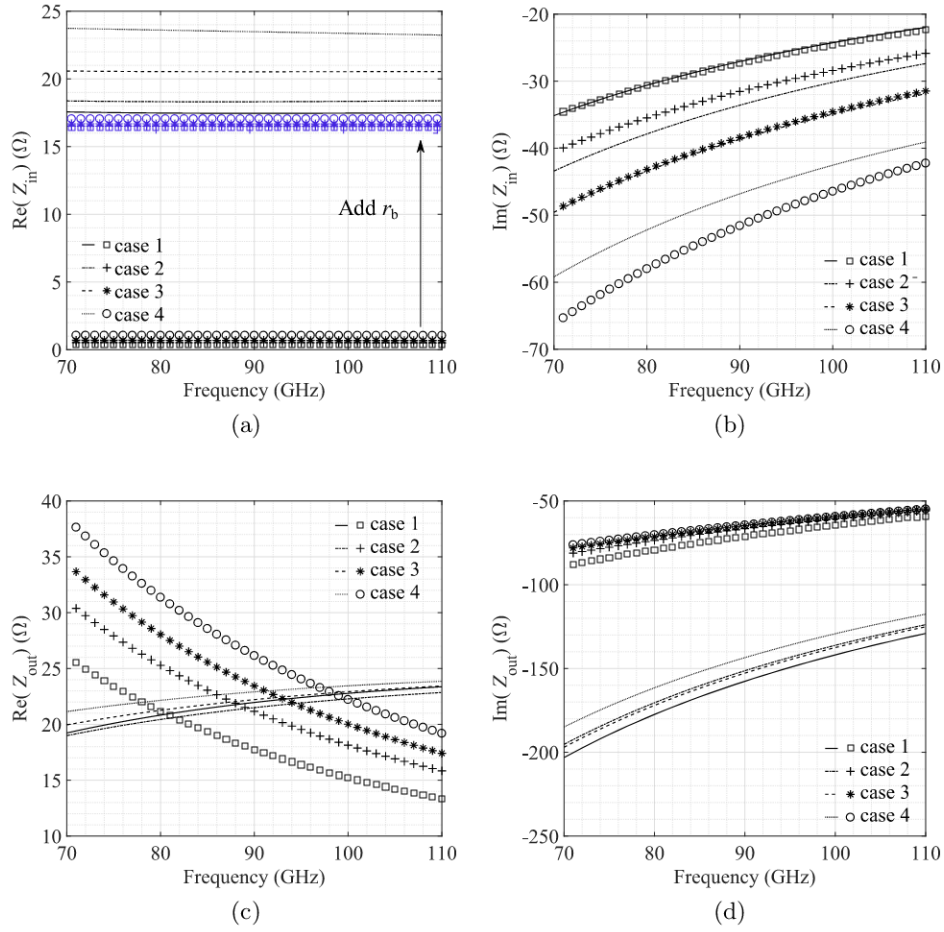 25
20
15
10
5
0
Re( Z_in ) (Ω)
Add r_b
case 1
case 2
case 3
case 4
70 80 90 100 110
Frequency (GHz)
(a)
-20
-30
-40
-50
-60
-70
Im( Z_in ) (Ω)
case 1
case 2
case 3
case 4
70 80 90 100 110
Frequency (GHz)
(b)
40
35
30
25
20
15
10
Re( Z_out ) (Ω)
case 1
case 2
case 3
case 4
70 80 90 100 110
Frequency (GHz)
(c)
-50
-100
-150
-200
-250
Im( Z_out ) (Ω)
case 1
case 2
case 3
case 4
70 80 90 100 110
Frequency (GHz)
(d)